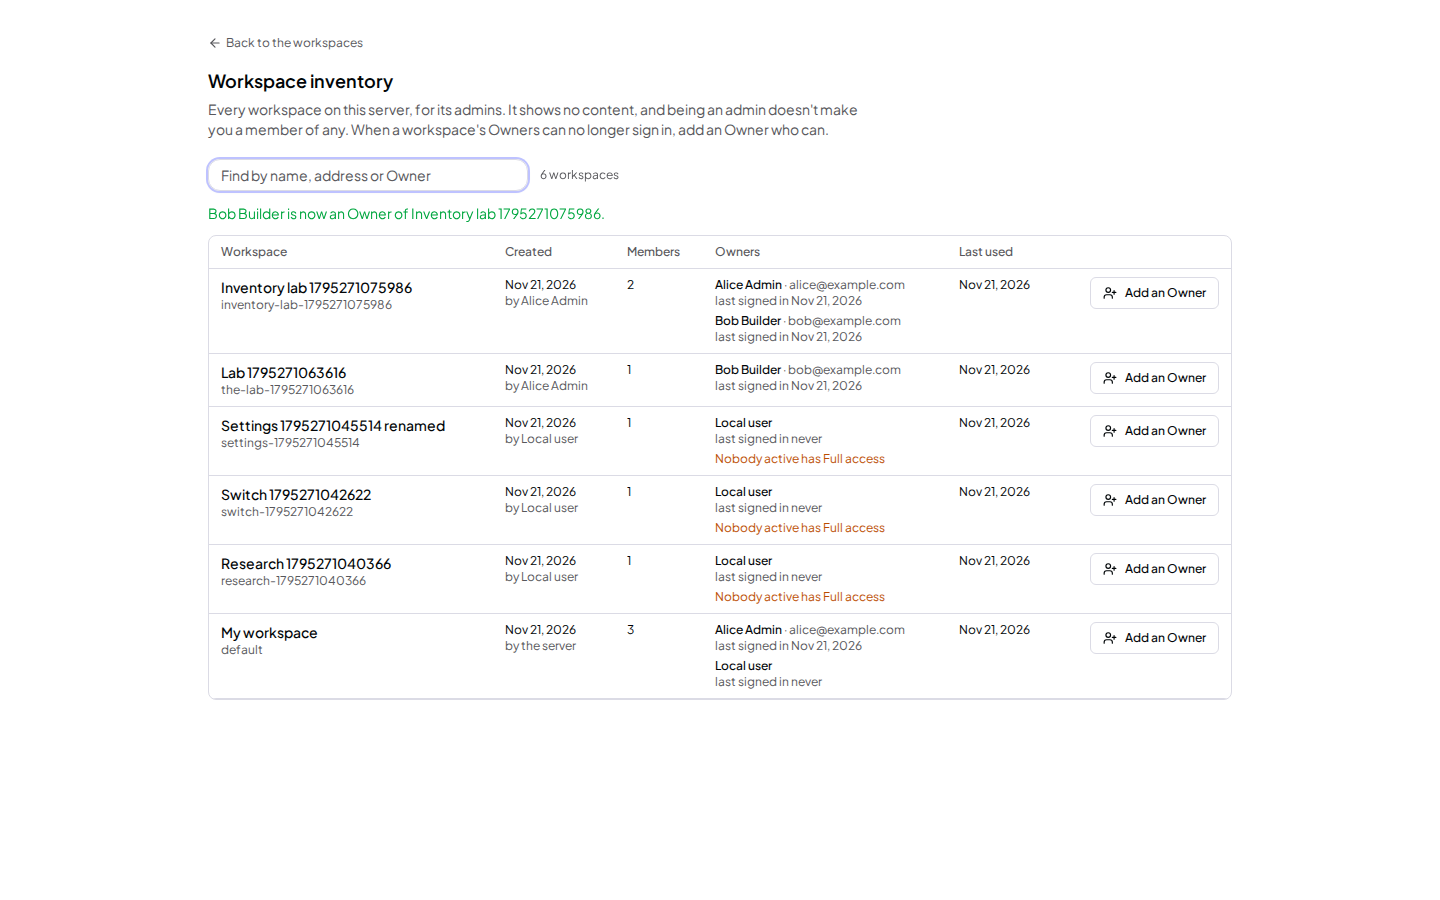 Back to the workspaces
Workspace inventory
Every workspace on this server, for its admins. It shows no content, and being an admin doesn't make
you a member of any. When a workspace's Owners can no longer sign in, add an Owner who can.
Find by name, address or Owner
6 workspaces
Bob Builder is now an Owner of Inventory lab 1795271075986.
Workspace Created Members Owners Last used
Inventory lab 1795271075986
inventory-lab-1795271075986
Nov 21, 2026
by Alice Admin
2
Alice Admin · alice@example.com
last signed in Nov 21, 2026
Bob Builder · bob@example.com
last signed in Nov 21, 2026
Nov 21, 2026
Add an Owner
Lab 1795271063616
the-lab-1795271063616
Nov 21, 2026
by Alice Admin
1
Bob Builder · bob@example.com
last signed in Nov 21, 2026
Nov 21, 2026
Add an Owner
Settings 1795271045514 renamed
settings-1795271045514
Nov 21, 2026
by Local user
1
Local user
last signed in never
Nobody active has Full access
Nov 21, 2026
Add an Owner
Switch 1795271042622
switch-1795271042622
Nov 21, 2026
by Local user
1
Local user
last signed in never
Nobody active has Full access
Nov 21, 2026
Add an Owner
Research 1795271040366
research-1795271040366
Nov 21, 2026
by Local user
1
Local user
last signed in never
Nobody active has Full access
Nov 21, 2026
Add an Owner
My workspace
default
Nov 21, 2026
by the server
3
Alice Admin · alice@example.com
last signed in Nov 21, 2026
Local user
last signed in never
Nov 21, 2026
Add an Owner